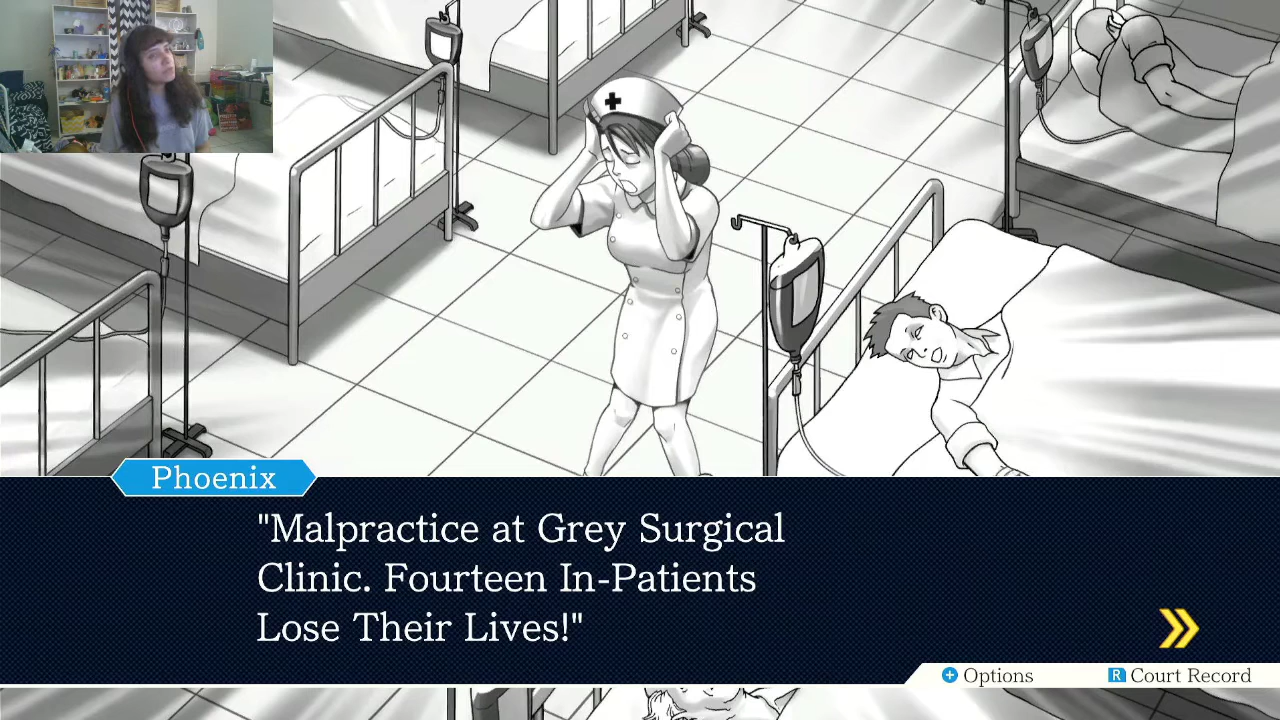 Phoenix
"Malpractice at Grey Surgical
Clinic. Fourteen In-Patients
Lose Their Lives!"
+ Options
R Court Record